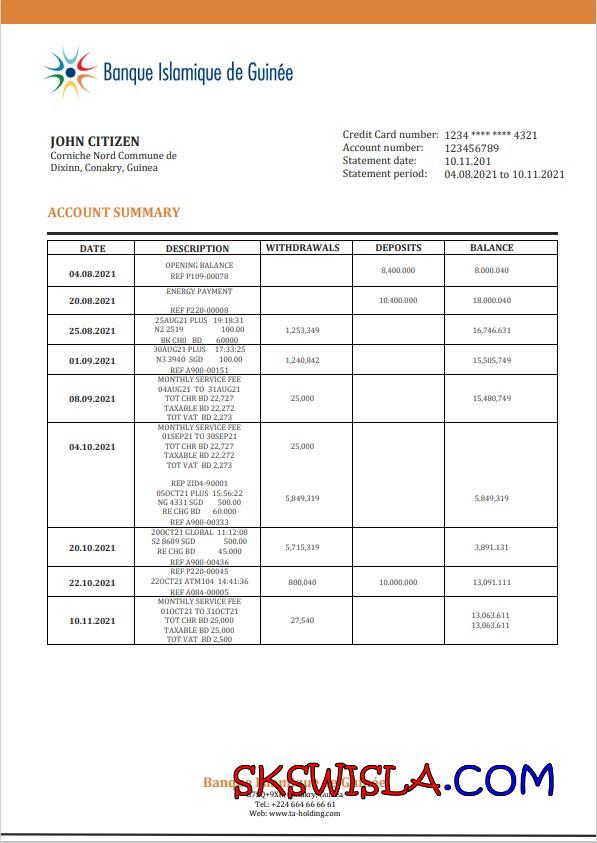 Banque Islamique de Guinée
JOHN CITIZEN
Corniche Nord Commune de
Dixinn, Conakry, Guinea
Credit Card number: 1234 **** **** 4321
Account number: 123456789
Statement date: 10.11.201
Statement period: 04.08.2021 to 10.11.2021
ACCOUNT SUMMARY
DATE DESCRIPTION WITHDRAWALS DEPOSITS BALANCE
04.08.2021 OPENING BALANCE 8,400.000 8.000.040
REF P109-00078
20.08.2021 ENERGY PAYMENT 10.400.000 18.000.040
REF P220-00008
25.08.2021 25AUG21 PLUS 19:18:31 1,253,349 16,746.631
N2 2519 100.00
BK CH0 BD 60000
01.09.2021 30AUG21 PLUS 17:33:25 1,240,842 15,505,749
N3 3940 SGD 100.00
REF A900-00151
08.09.2021 MONTHLY SERVICE FEE 25,000 15,480,749
04AUG21 TO 31AUG21
TOT CHR BD 22,727
TAXABLE BD 22,272
TOT VAT BD 2,273
04.10.2021 MONTHLY SERVICE FEE 25,000
01SEP21 TO 30SEP21
TOT CHR BD 22,727
TAXABLE BD 22,272
TOT VAT BD 2,273
REP ZID4-90001
05OCT21 PLUS 15:56:22 5,849,319 5,849,319
NG 4331 SGD 500.00
RE CHG BD 60.000
REF A900-00333
20.10.2021 20OCT21 GLOBAL 11:12:08 5,715,319 3,891.131
S2 8689 SGD 500.00
RE CHG BD 45.000
REF A900-00436
22.10.2021 REF P220-00045 800,040 10.000.000 13,091.111
22OCT21 ATM104 14:41:36
REF A084-00005
10.11.2021 MONTHLY SERVICE FEE 27,540 13,063.611
01OCT21 TO 31OCT21 13,063.611
TOT CHR BD 25,000
TAXABLE BD 25,000
TOT VAT BD 2,500
Banque Islamique de Guinée
SKSWISLA.COM
Conakry, Guinea
Tel.: +224 664 66 66 61
Web: www.ta-holding.com